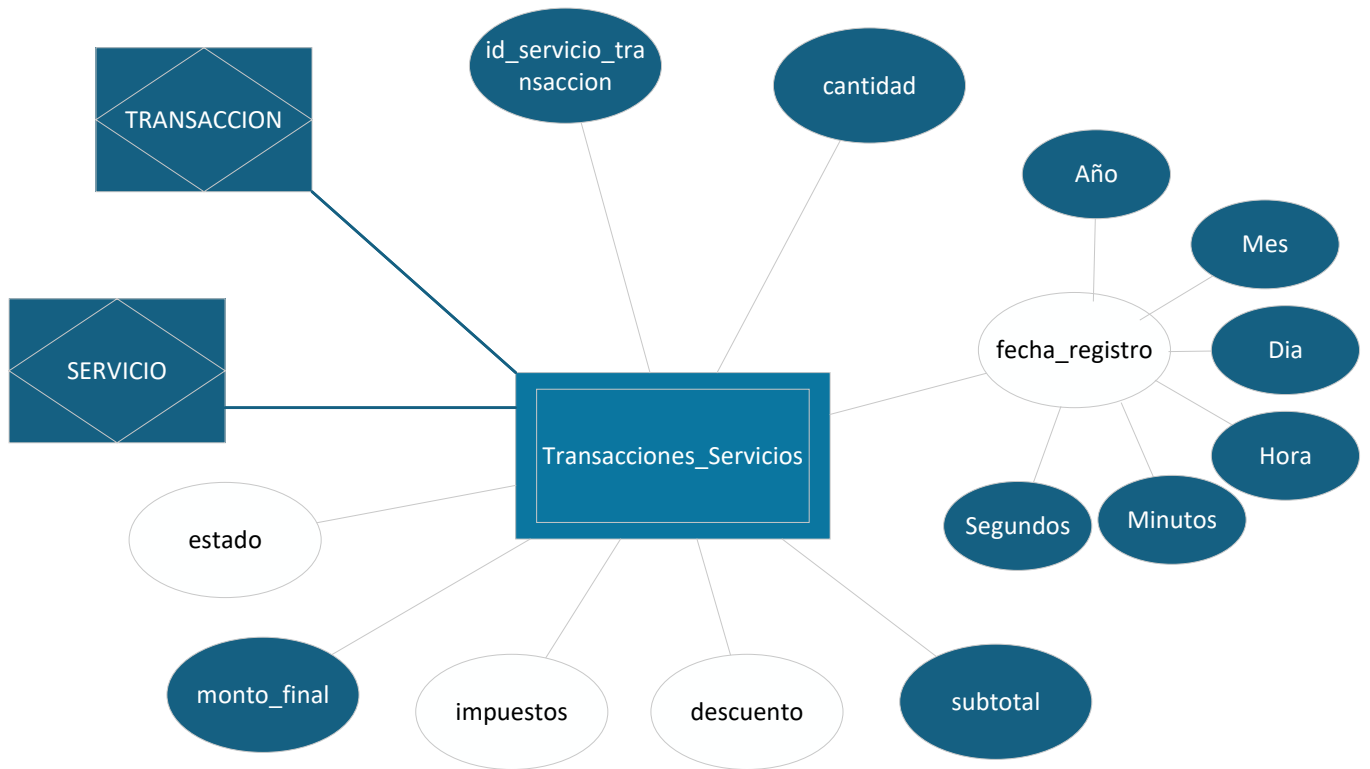 id_servicio_tra
nsaccion
cantidad
TRANSACCION
Año
Mes
fecha_registro
Dia
SERVICIO
Transacciones_Servicios
Hora
Segundos
Minutos
estado
monto_final
impuestos
descuento
subtotal